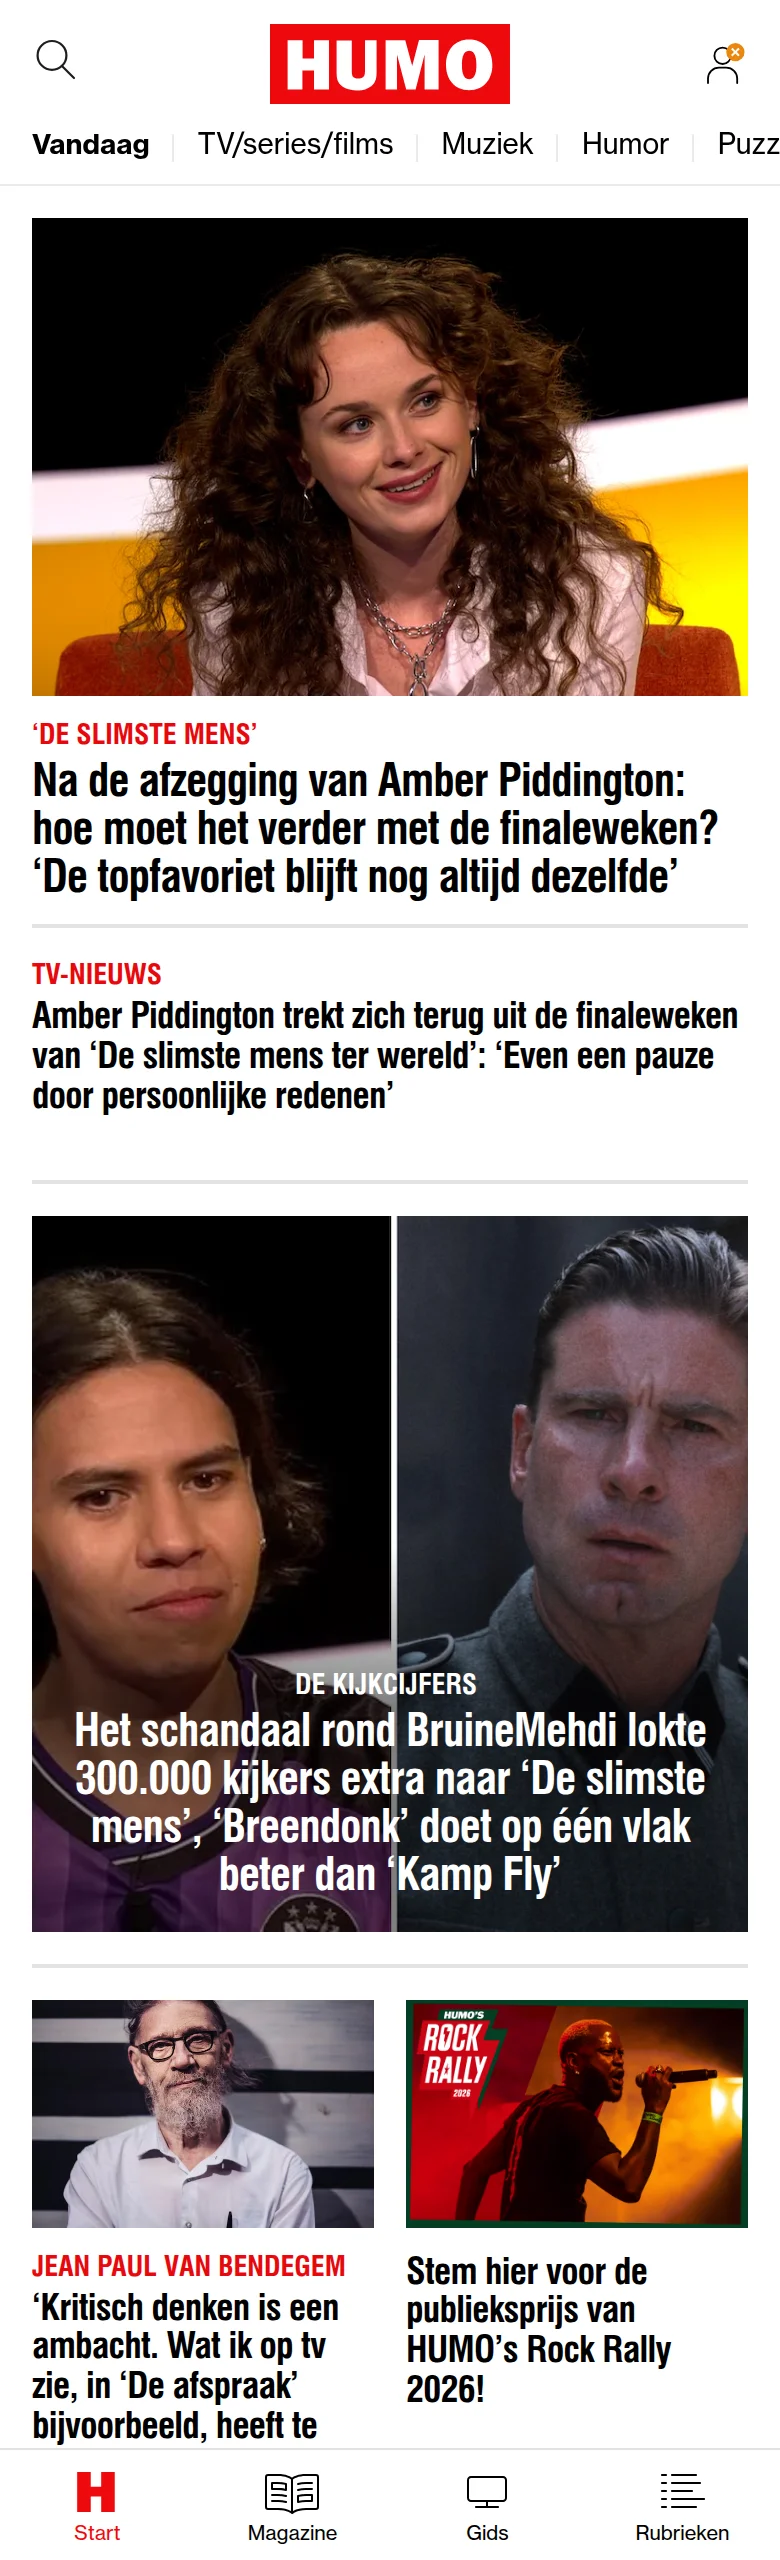 HUMO
Vandaag
TV/series/films
Muziek
Humor
Puzz
‘DE SLIMSTE MENS’
Na de afzegging van Amber Piddington:
hoe moet het verder met de finaleweken?
‘De topfavoriet blijft nog altijd dezelfde’
TV-NIEUWS
Amber Piddington trekt zich terug uit de finaleweken
van ‘De slimste mens ter wereld’: ‘Even een pauze
door persoonlijke redenen’
DE KIJKCIJFERS
Het schandaal rond BruineMehdi lokte
300.000 kijkers extra naar ‘De slimste
mens’, ‘Breendonk’ doet op één vlak
beter dan ‘Kamp Fly’
JEAN PAUL VAN BENDEGEM
‘Kritisch denken is een
ambacht. Wat ik op tv
zie, in ‘De afspraak’
bijvoorbeeld, heeft te
HUMO'S
ROCK
RALLY
2026
Stem hier voor de
publieksprijs van
HUMO’s Rock Rally
2026!
H
Start
Magazine
Gids
Rubrieken